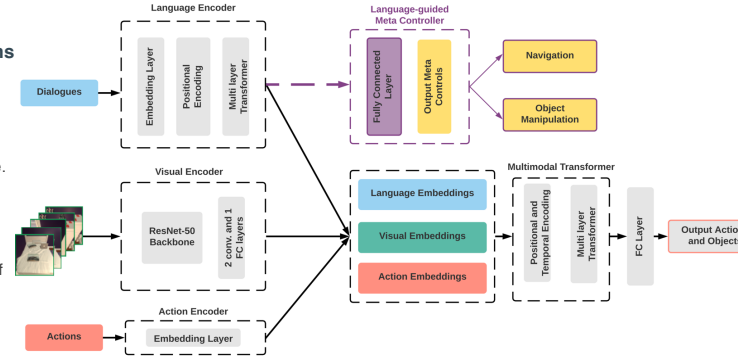 Language Encoder
Language-guided
Meta Controller
ns
Dialogues
Embedding Layer
Positional
Encoding
Multi layer
Transformer
Fully Connected
Layer
Output Meta
Controls
Navigation
Object
Manipulation
e.
Visual Encoder
ResNet-50
Backbone
2 conv. and 1
FC layers
Language Embeddings
Visual Embeddings
Action Embeddings
Multimodal Transformer
Positional and
Temporal Encoding
Multi layer
Transformer
FC Layer
Output Actio
and Objects
f
Action Encoder
Actions
Embedding Layer